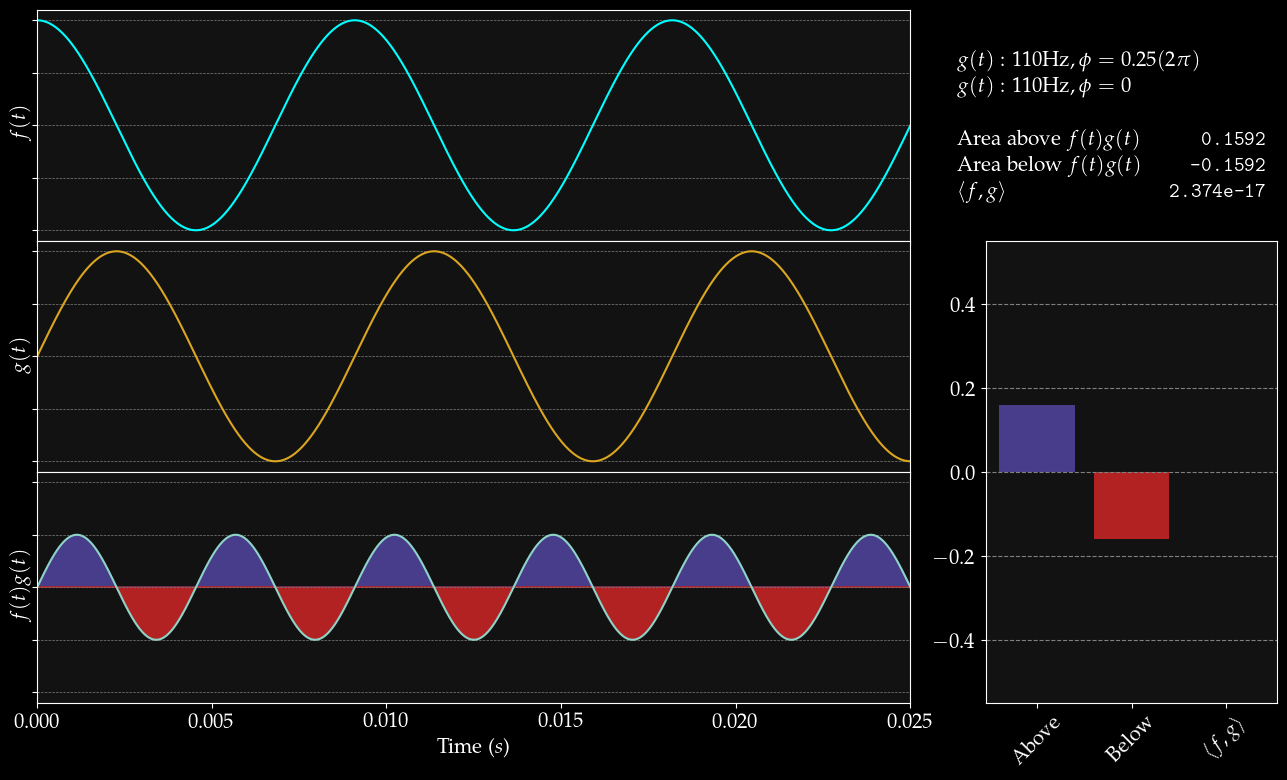 f(t)
g(t)
f(t)g(t)
0.000 0.005 0.010 0.015 0.020 0.025
Time (s)
g(t) : 110Hz, ϕ = 0.25(2π)
g(t) : 110Hz, ϕ = 0
Area above f(t)g(t) 0.1592
Area below f(t)g(t) -0.1592
⟨f, g⟩ 2.374e-17
0.4
0.2
0.0
−0.2
−0.4
Above Below ⟨f, g⟩